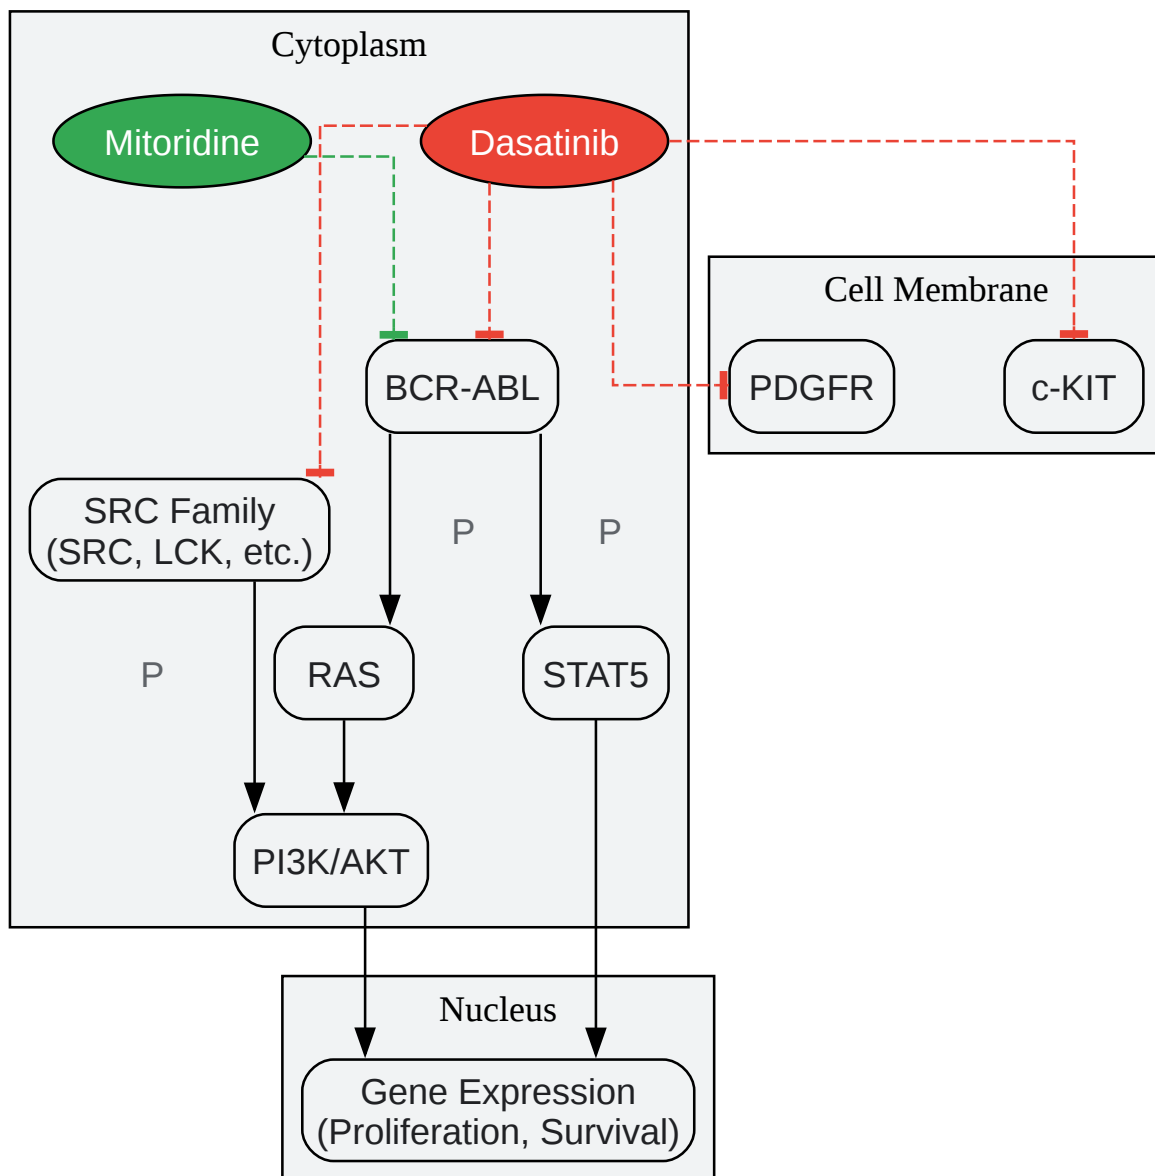 Cytoplasm
Mitoridine
Dasatinib
Cell Membrane
BCR-ABL
PDGFR
c-KIT
SRC Family
(SRC, LCK, etc.)
P
P
P
RAS
STAT5
PI3K/AKT
Nucleus
Gene Expression
(Proliferation, Survival)